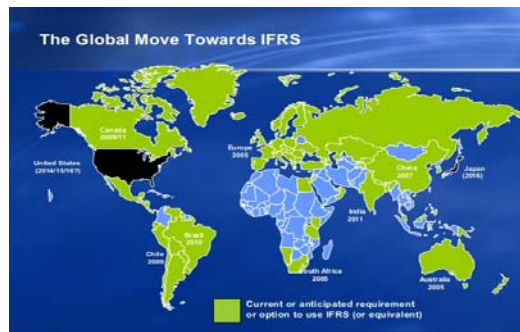 The Global Move Towards IFRS
Canada
2009/11
United States
(2014/15/16?)
Europe
2005
China
2007
Japan
(2016)
India
2011
Brazil
2010
Chile
2009
South Africa
2005
Australia
2005
Current or anticipated requirement
or option to use IFRS (or equivalent)